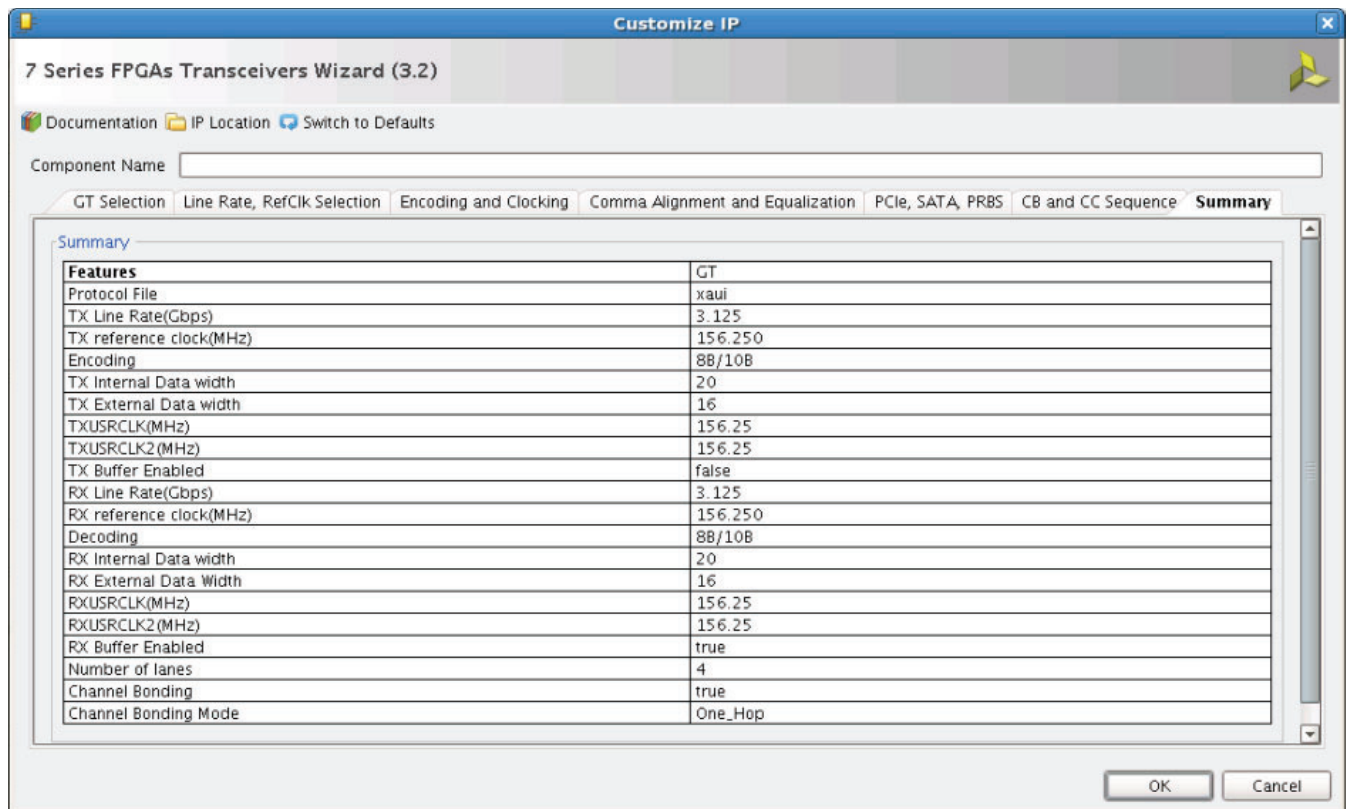 Customize IP
7 Series FPGAs Transceivers Wizard (3.2)
Documentation IP Location Switch to Defaults
Component Name
GT Selection Line Rate, RefClk Selection Encoding and Clocking Comma Alignment and Equalization PCIe, SATA, PRBS CB and CC Sequence Summary
Summary
Features GT
Protocol File xaui
TX Line Rate(Gbps) 3.125
TX reference clock(MHz) 156.250
Encoding 8B/10B
TX Internal Data width 20
TX External Data width 16
TXUSRCLK(MHz) 156.25
TXUSRCLK2(MHz) 156.25
TX Buffer Enabled false
RX Line Rate(Gbps) 3.125
RX reference clock(MHz) 156.250
Decoding 8B/10B
RX Internal Data width 20
RX External Data Width 16
RXUSRCLK(MHz) 156.25
RXUSRCLK2(MHz) 156.25
RX Buffer Enabled true
Number of lanes 4
Channel Bonding true
Channel Bonding Mode One_Hop
OK Cancel